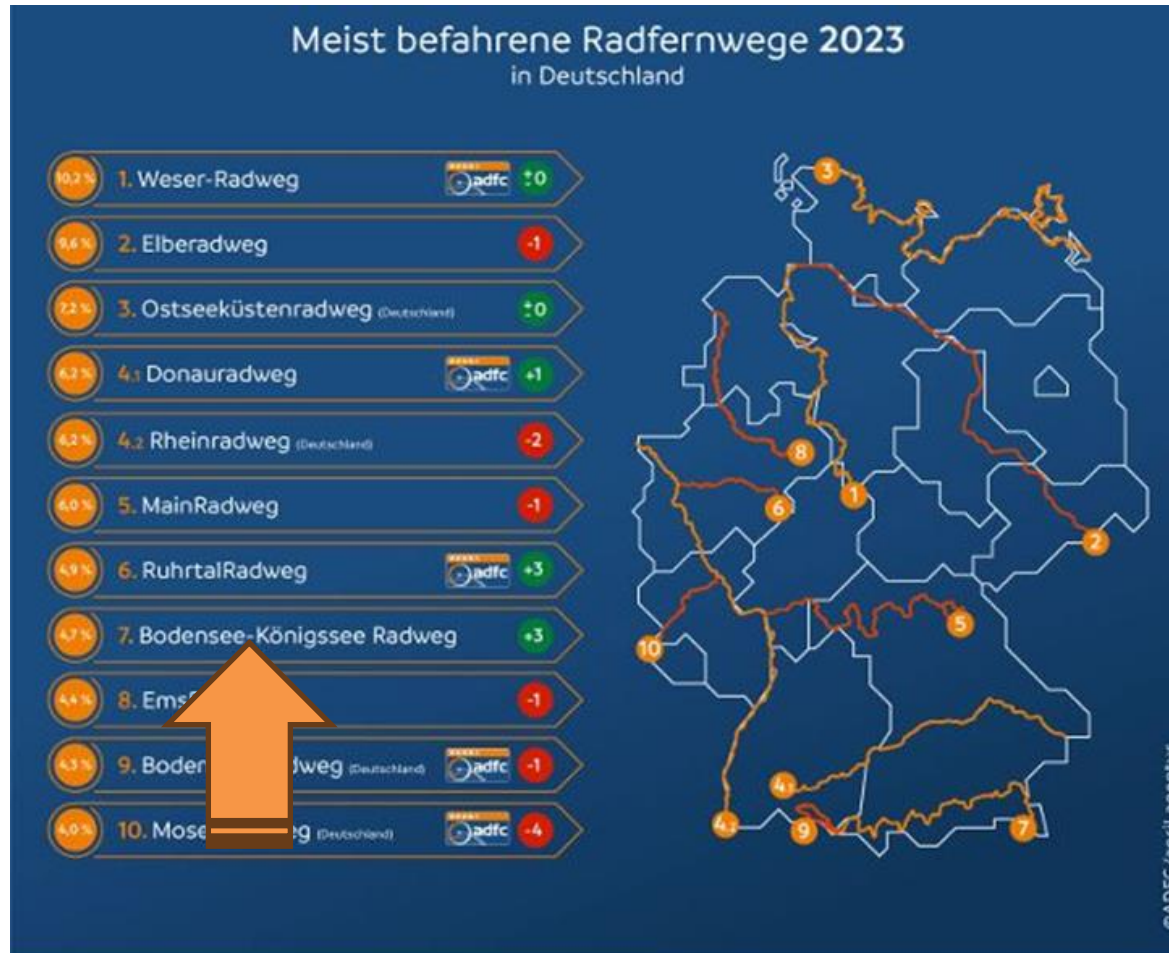 Meist befahrene Radfernwege 2023
in Deutschland
10,2 % 1. Weser-Radweg adfc ±0
9,6 % 2. Elberadweg -1
7,2 % 3. Ostseeküstenradweg (Deutschland) ±0
6,2 % 4.1 Donauradweg adfc +1
6,2 % 4.2 Rheinradweg (Deutschland) -2
6,0 % 5. MainRadweg -1
4,9 % 6. RuhrtalRadweg adfc +3
4,7 % 7. Bodensee-Königssee Radweg +3
4,4 % 8. -1
4,3 % 9. (Deutschland) adfc -1
4,0 % 10. (Deutschland) adfc -4
3
8
1
6
2
5
10
4.1
4.2
9
7